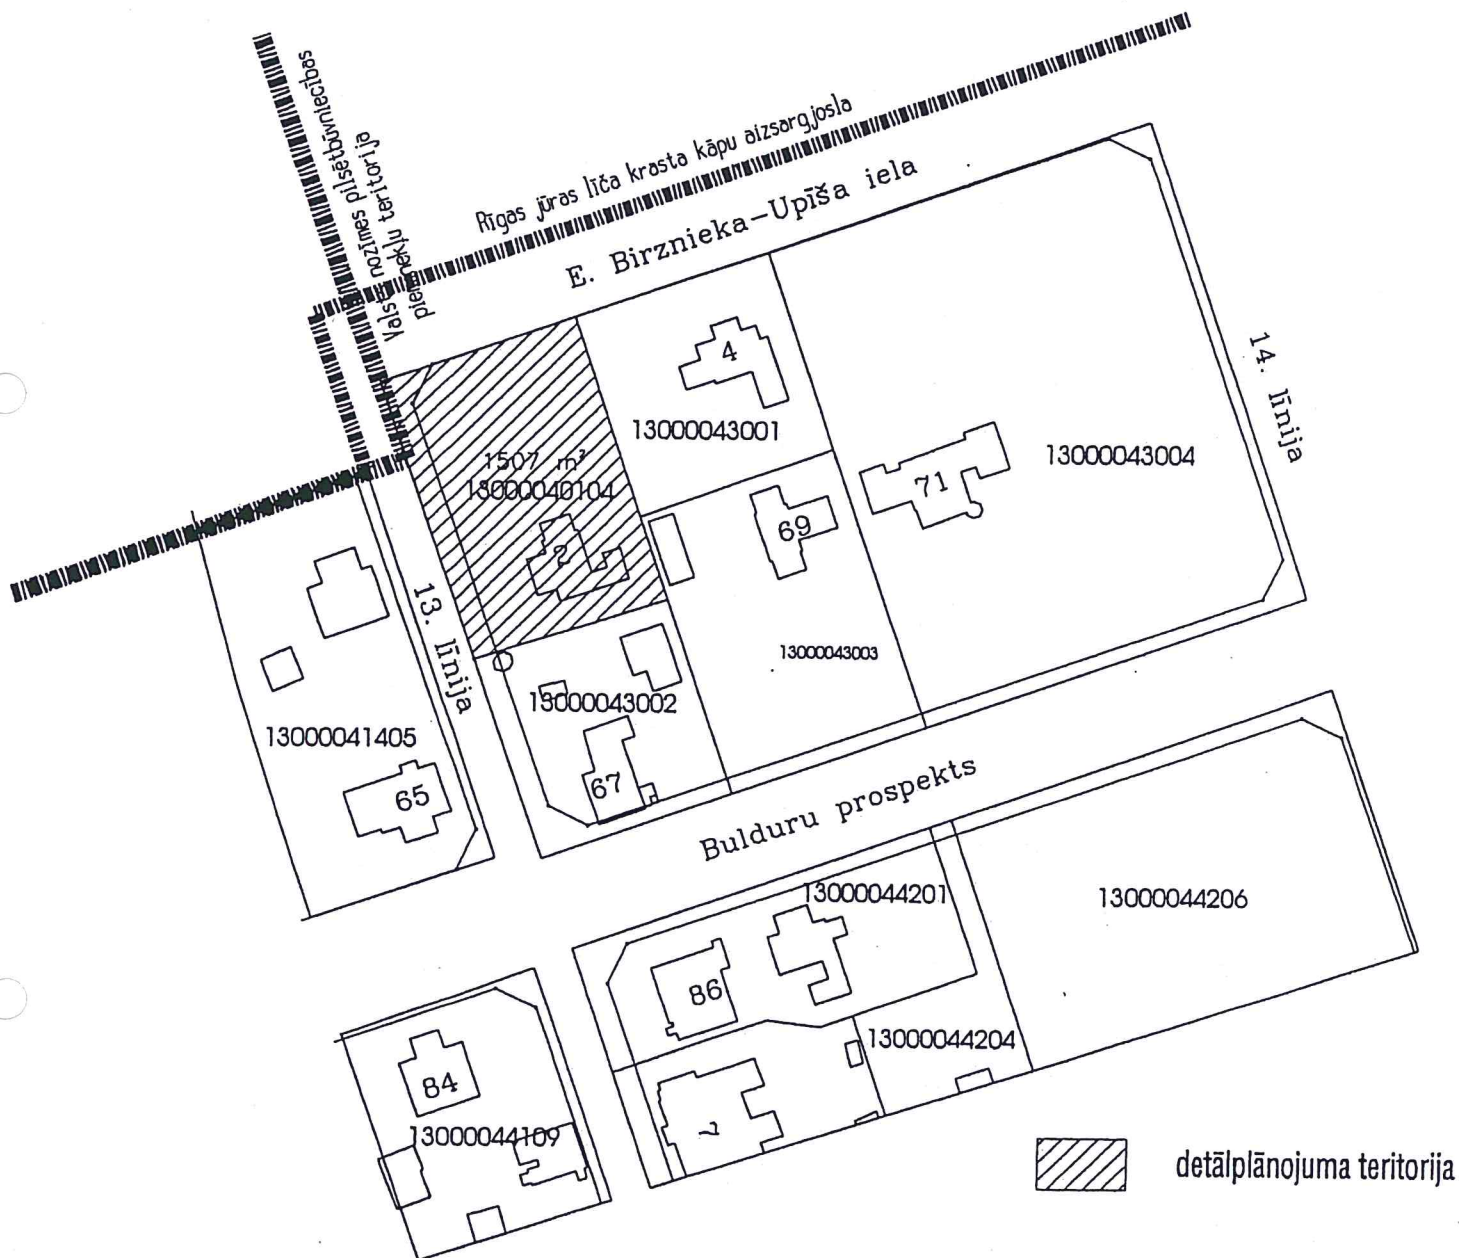 Valsts nozīmes pilsētbūvniecības
pieminekļu teritorija
Rīgas jūras līča krasta kāpu aizsargjosla
E. Birznieka-Upīša iela
14. līnija
4
13000043001
1507 m²
13000040104
2
71
13000043004
69
13. līnija
13000043003
13000043002
13000041405
67
65
Bulduru prospekts
13000044201
13000044206
86
13000044204
84
13000044109
detālplānojuma teritorija